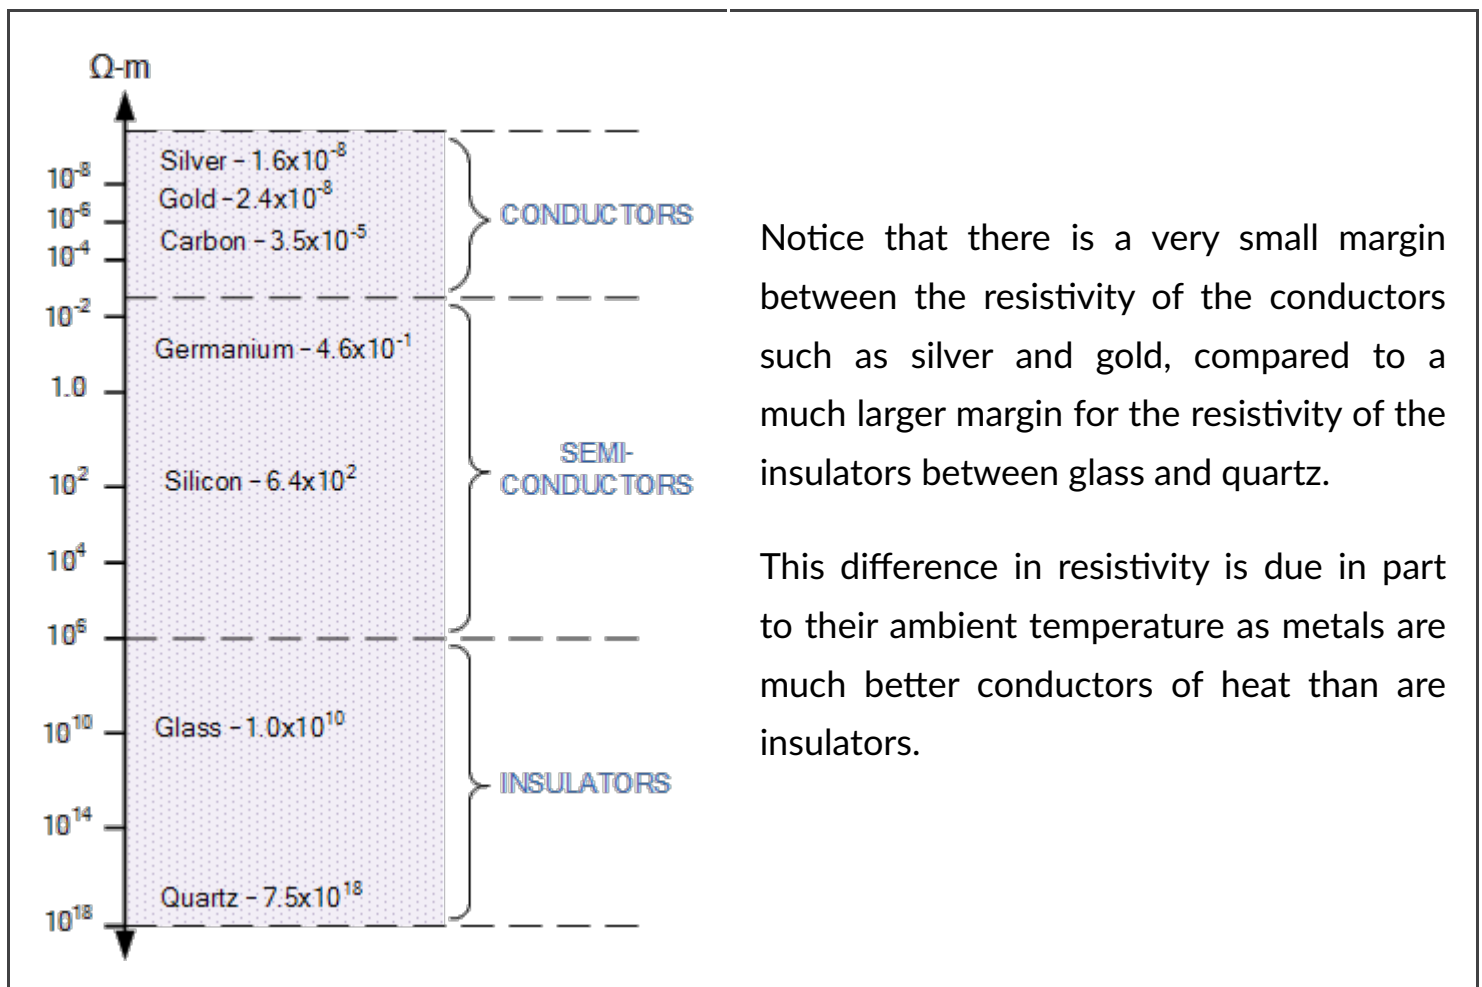 Ω-m
Silver – 1.6x10⁻⁸
10⁻⁸
Gold –2.4x10⁻⁸
10⁻⁶
CONDUCTORS
Carbon – 3.5x10⁻⁵
10⁻⁴
10⁻²
Germanium – 4.6x10⁻¹
1.0
SEMI-
CONDUCTORS
10²
Silicon – 6.4x10²
10⁴
10⁶
10¹⁰
Glass – 1.0x10¹⁰
INSULATORS
10¹⁴
Quartz – 7.5x10¹⁸
10¹⁸
Notice that there is a very small margin
between the resistivity of the conductors
such as silver and gold, compared to a
much larger margin for the resistivity of the
insulators between glass and quartz.
This difference in resistivity is due in part
to their ambient temperature as metals are
much better conductors of heat than are
insulators.